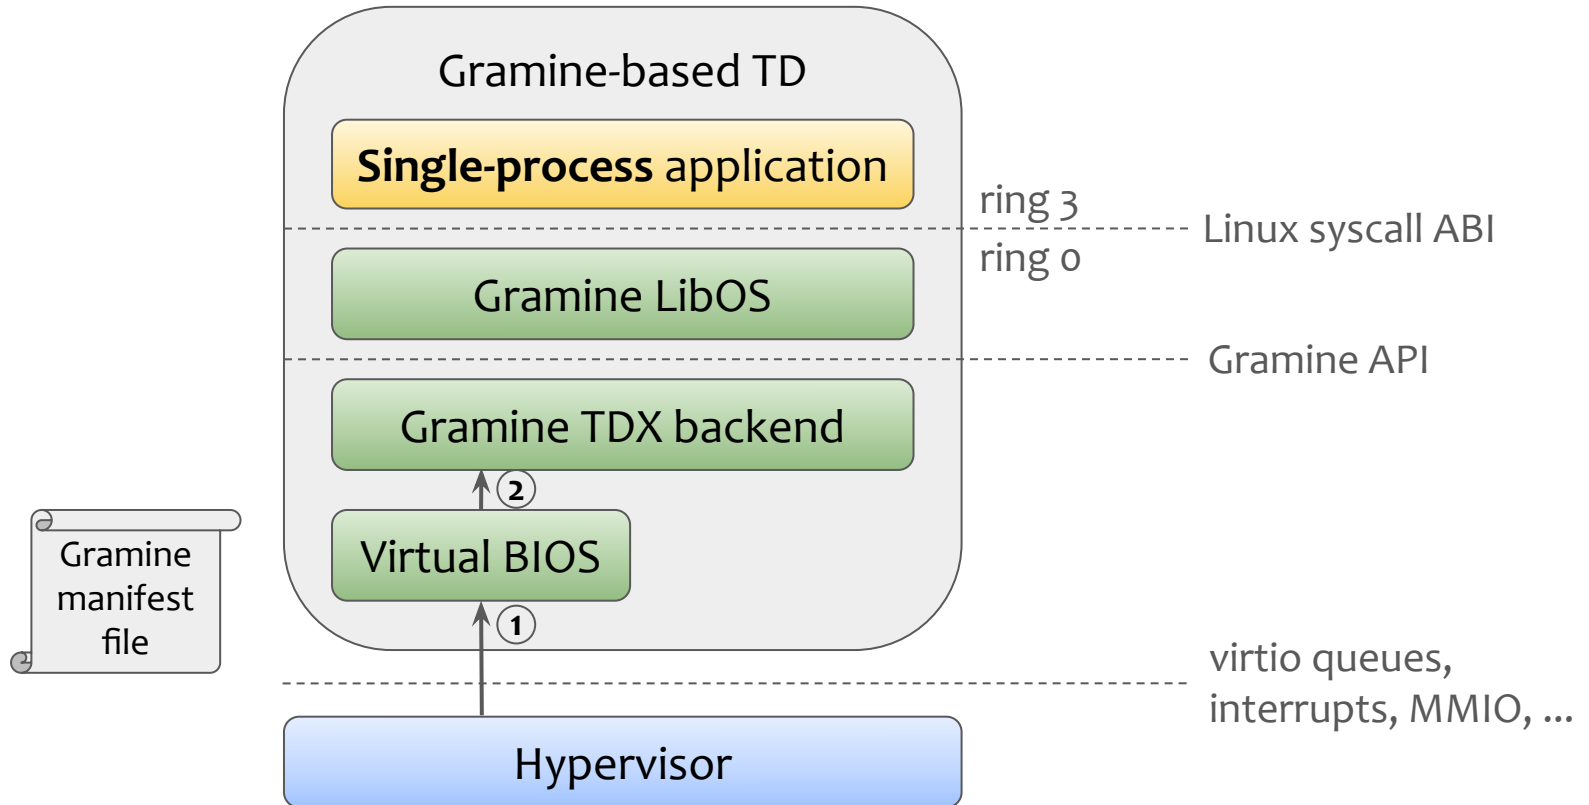 Gramine-based TD
Single-process application
ring 3
Linux syscall ABI
ring 0
Gramine LibOS
Gramine API
Gramine TDX backend
2
Virtual BIOS
Gramine
manifest
file
1
virtio queues,
interrupts, MMIO, ...
Hypervisor